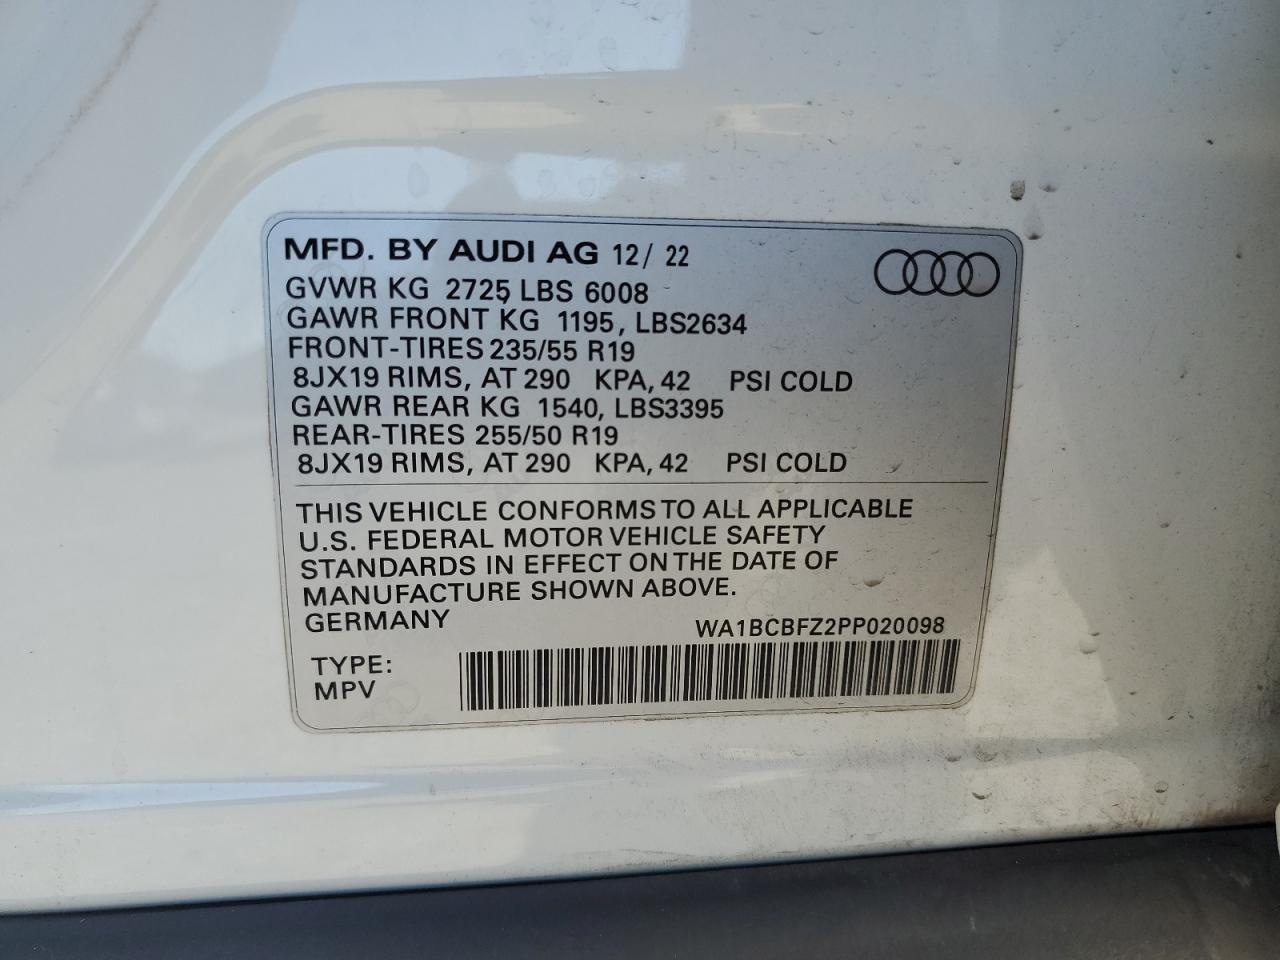 MFD. BY AUDI AG 12/ 22
GVWR KG 2725, LBS 6008
GAWR FRONT KG 1195, LBS2634
FRONT-TIRES 235/55 R19
8JX19 RIMS, AT 290 KPA, 42 PSI COLD
GAWR REAR KG 1540, LBS3395
REAR-TIRES 255/50 R19
8JX19 RIMS, AT 290 KPA, 42 PSI COLD
THIS VEHICLE CONFORMS TO ALL APPLICABLE
U.S. FEDERAL MOTOR VEHICLE SAFETY
STANDARDS IN EFFECT ON THE DATE OF
MANUFACTURE SHOWN ABOVE.
GERMANY
WA1BCBFZ2PP020098
TYPE:
MPV